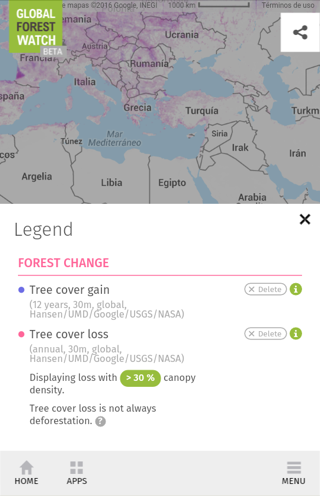 GLOBAL
FOREST
WATCH
BETA
e mapas ©2016 Google, INEGI 1000 km Términos de uso
Alemania
Ucrania
Austria
Francia
Rumanía
Italia
España
Grecia
Turquía
Mar
Mediterráneo
Túnez
Siria
Irak
Irán
Argelia
Libia
Egipto
Arabia
Legend
FOREST CHANGE
Tree cover gain
Delete
(12 years, 30m, global,
Hansen/UMD/Google/USGS/NASA)
Tree cover loss
Delete
(annual, 30m, global,
Hansen/UMD/Google/USGS/NASA)
Displaying loss with > 30 % canopy
density.
Tree cover loss is not always
deforestation. ?
HOME
APPS
MENU